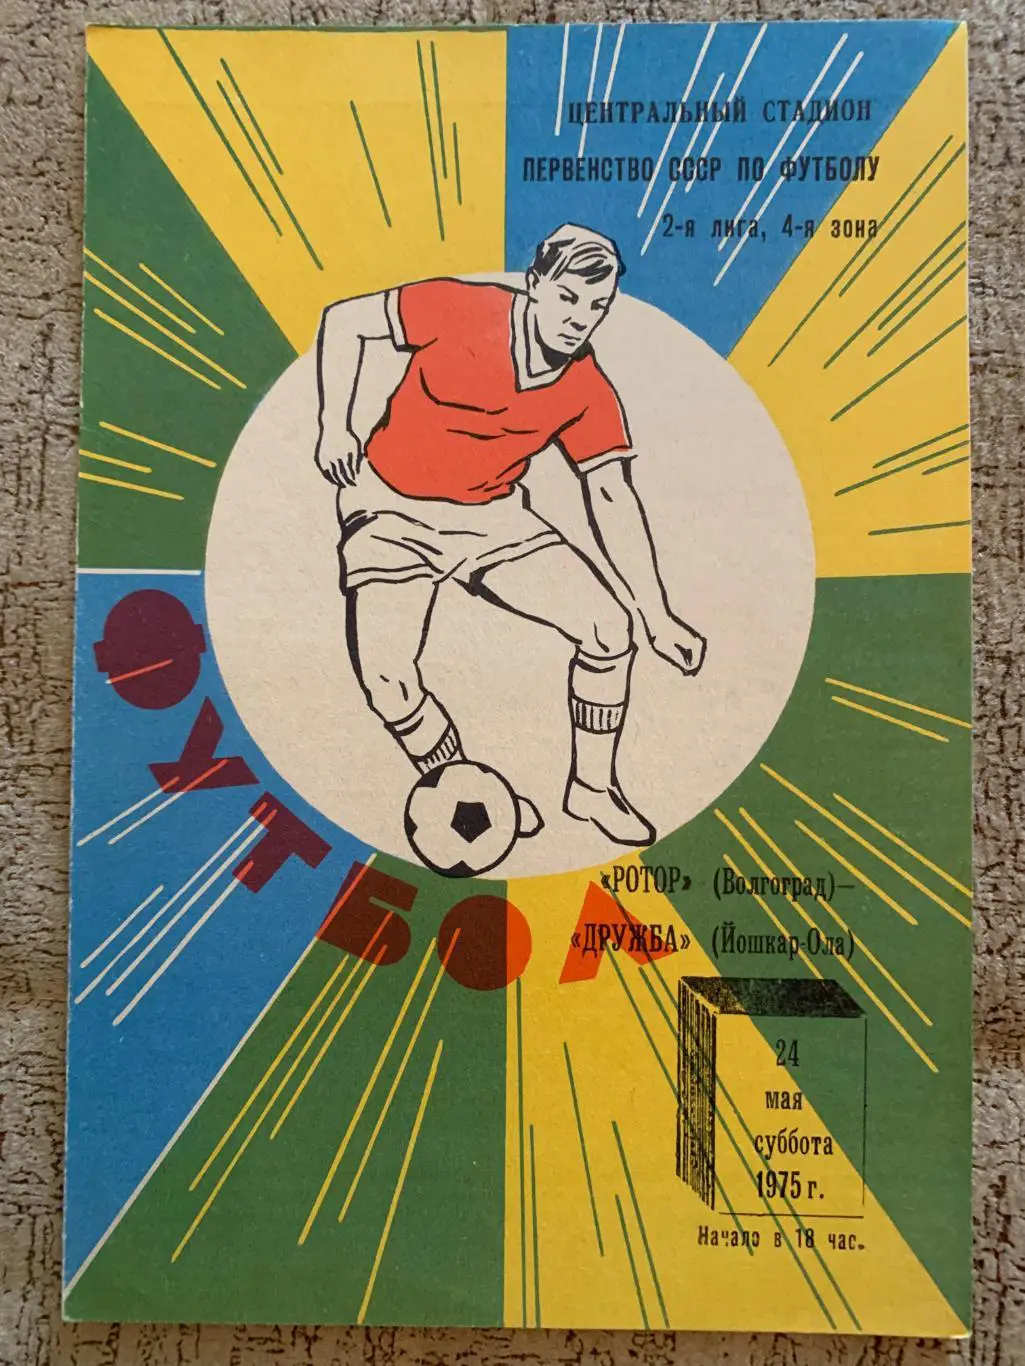 ЦЕНТРАЛЬНЫЙ СТАДИОН
ПЕРВЕНСТВО СССР ПО ФУТБОЛУ
2-я лига, 4-я зона
ФУТБОЛ
«РОТОР» (Волгоград)—
«ДРУЖБА» (Йошкар-Ола)
24
мая
суббота
1975 г.
Начало в 18 час.